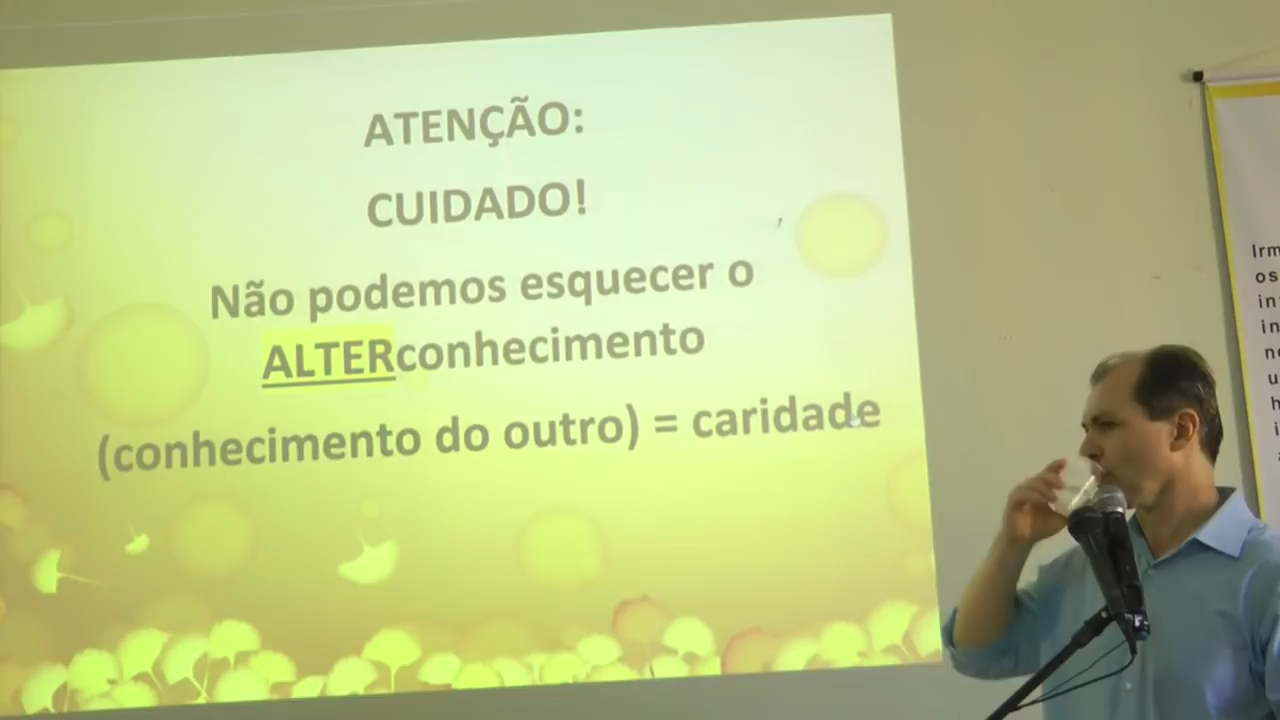 ATENÇÃO:
CUIDADO!
Não podemos esquecer o
ALTERconhecimento
(conhecimento do outro) = caridade